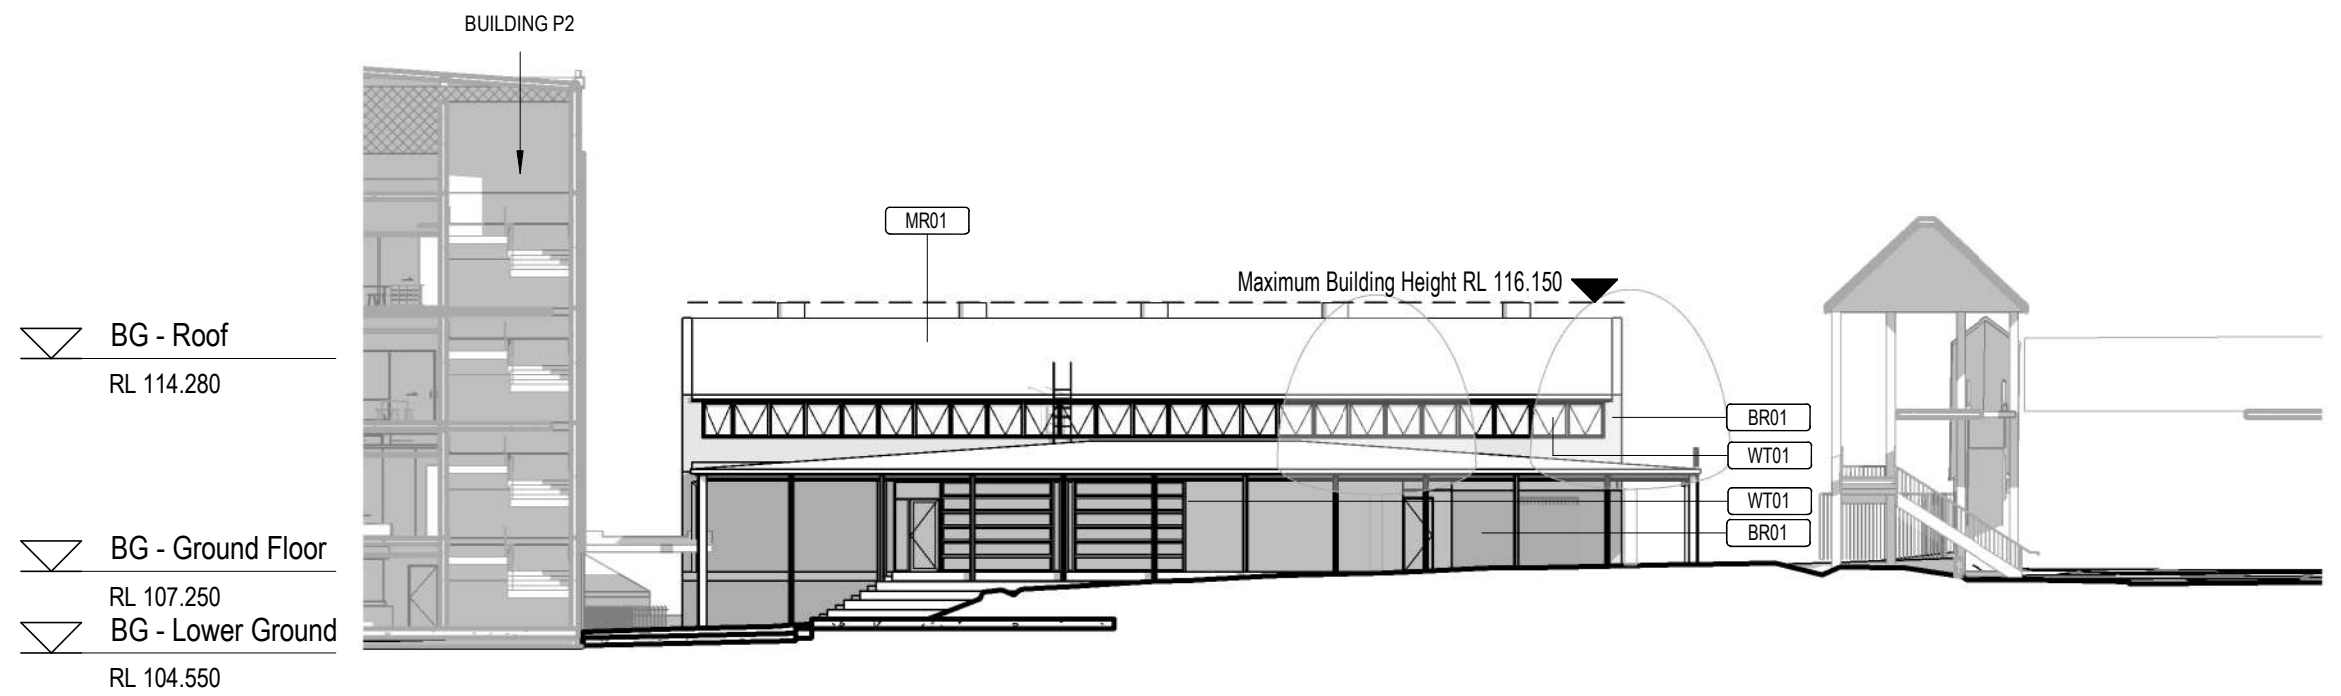 BUILDING P2
MR01
Maximum Building Height RL 116.150
BG - Roof
RL 114.280
BR01
WT01
WT01
BR01
BG - Ground Floor
RL 107.250
BG - Lower Ground
RL 104.550